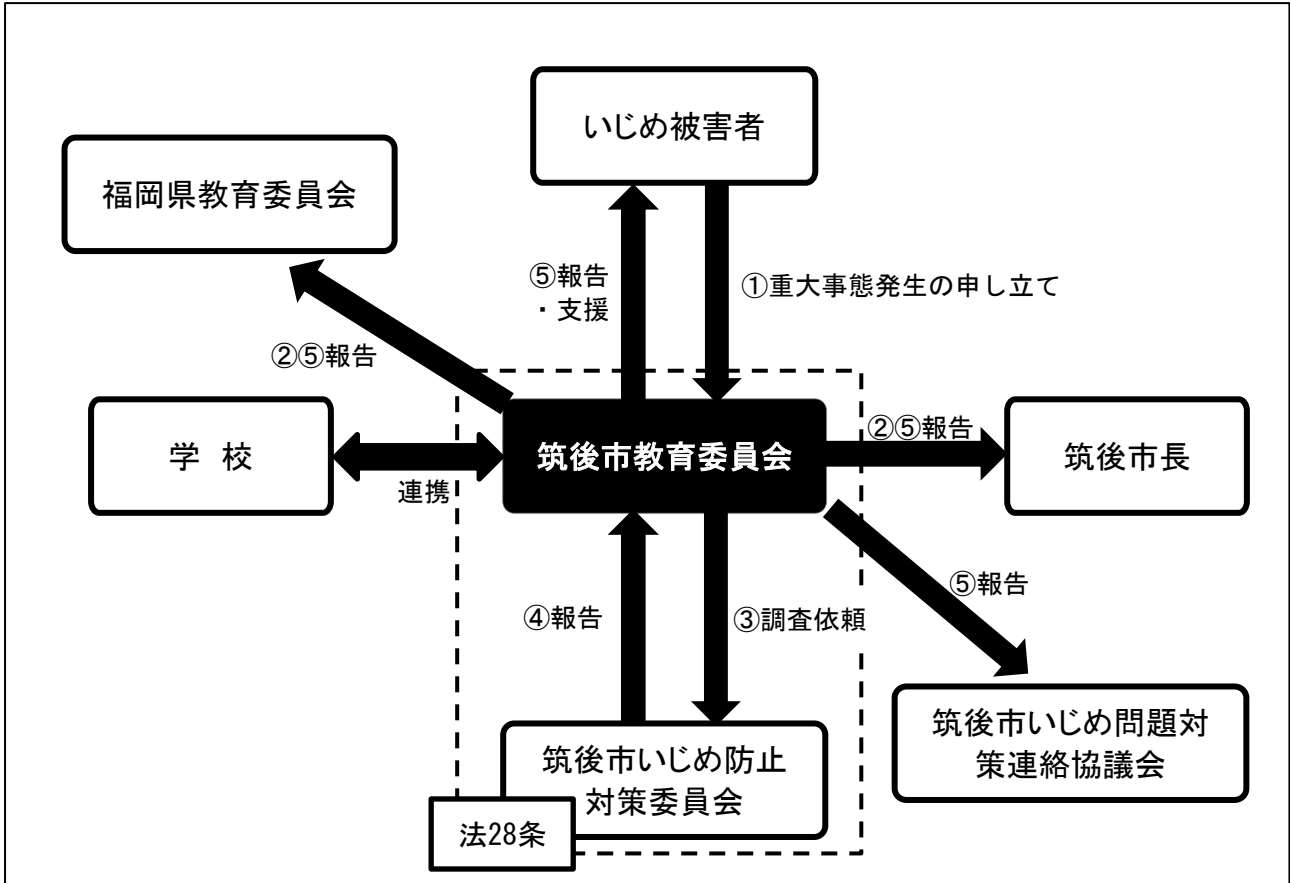 いじめ被害者
福岡県教育委員会
⑤報告
・支援
①重大事態発生の申し立て
②⑤報告
学 校
連携
筑後市教育委員会
②⑤報告
筑後市長
④報告
③調査依頼
⑤報告
筑後市いじめ防止
対策委員会
法28条
筑後市いじめ問題対
策連絡協議会